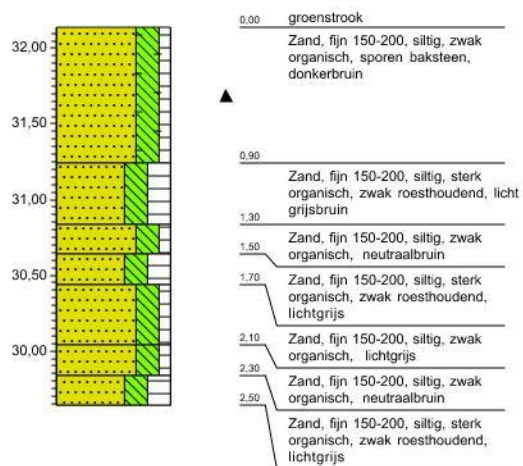 32,00
31,50
31,00
30,50
30,00
0,00 groenstrook
Zand, fijn 150-200, siltig, zwak
organisch, sporen baksteen,
donkerbruin
0,90
Zand, fijn 150-200, siltig, sterk
organisch, zwak roesthoudend, licht
grijsbruin
1,30
Zand, fijn 150-200, siltig, zwak
organisch, neutraalbruin
1,50
Zand, fijn 150-200, siltig, sterk
organisch, zwak roesthoudend,
lichtgrijs
1,70
Zand, fijn 150-200, siltig, zwak
organisch, lichtgrijs
2,10
Zand, fijn 150-200, siltig, zwak
organisch, neutraalbruin
2,30
Zand, fijn 150-200, siltig, sterk
organisch, zwak roesthoudend,
lichtgrijs
2,50